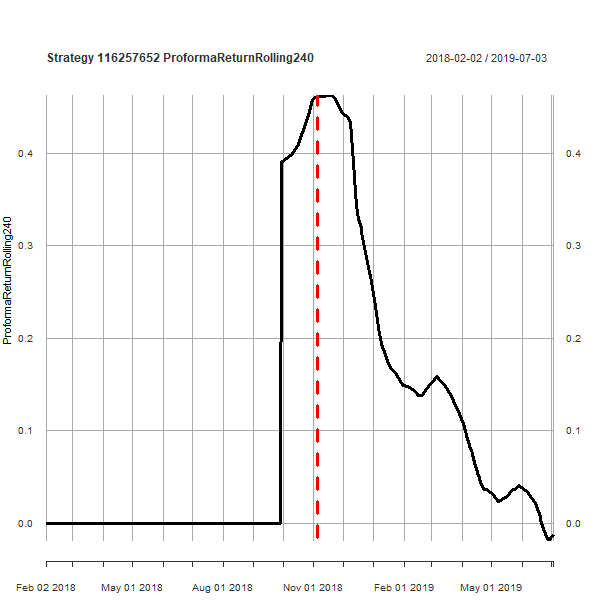 Strategy 116257652 ProformaReturnRolling240
2018-02-02 / 2019-07-03
ProformaReturnRolling240
0.4
0.3
0.2
0.1
0.0
0.4
0.3
0.2
0.1
0.0
Feb 02 2018
May 01 2018
Aug 01 2018
Nov 01 2018
Feb 01 2019
May 01 2019